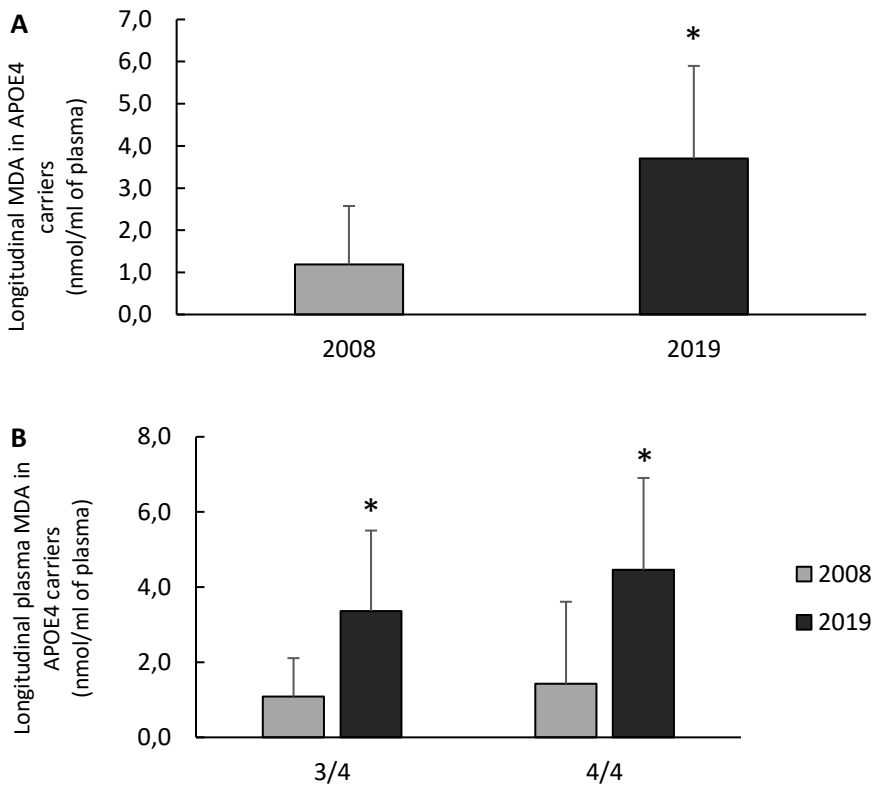 A
Longitudinal MDA in APOE4
carriers
(nmol/ml of plasma)
7,0
6,0
5,0
4,0
3,0
2,0
1,0
0,0
*
2008
2019
B
Longitudinal plasma MDA in
APOE4 carriers
(nmol/ml of plasma)
8,0
6,0
4,0
2,0
0,0
*
*
3/4
4/4
2008
2019